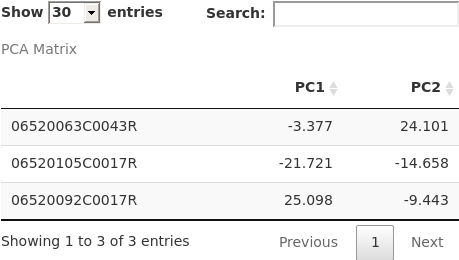 Show 30 entries Search:
PCA Matrix
PC1 PC2
06520063C0043R -3.377 24.101
06520105C0017R -21.721 -14.658
06520092C0017R 25.098 -9.443
Showing 1 to 3 of 3 entries Previous 1 Next